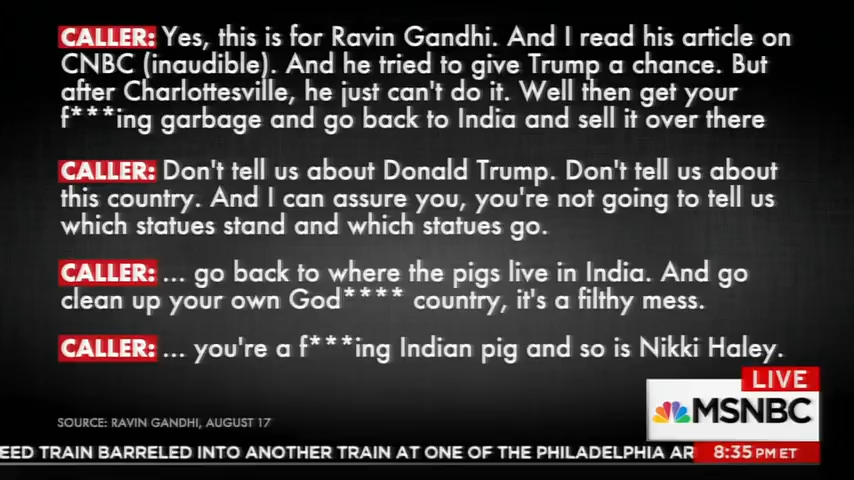 CALLER: Yes, this is for Ravin Gandhi. And I read his article on
CNBC (inaudible). And he tried to give Trump a chance. But
after Charlottesville, he just can't do it. Well then get your
f***ing garbage and go back to India and sell it over there
CALLER: Don't tell us about Donald Trump. Don't tell us about
this country. And I can assure you, you're not going to tell us
which statues stand and which statues go.
CALLER: ... go back to where the pigs live in India. And go
clean up your own God**** country, it's a filthy mess.
CALLER: ... you're a f***ing Indian pig and so is Nikki Haley.
LIVE
MSNBC
SOURCE: RAVIN GANDHI, AUGUST 17
EED TRAIN BARRELED INTO ANOTHER TRAIN AT ONE OF THE PHILADELPHIA AR
8:35 PM ET